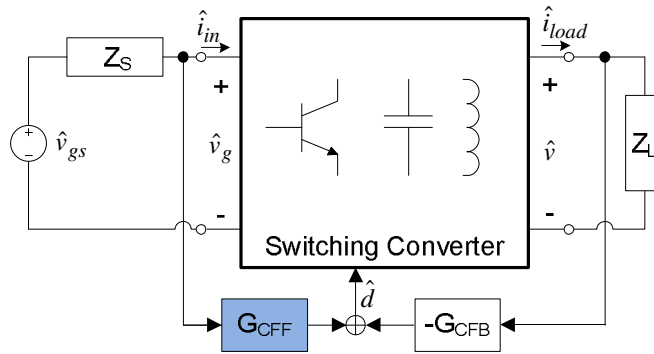 î_in
î_load
Z_S
+
+
+
-
v̂_gs
v̂_g
v̂
Z_L
-
-
Switching Converter
d̂
G_CFF
-G_CFB